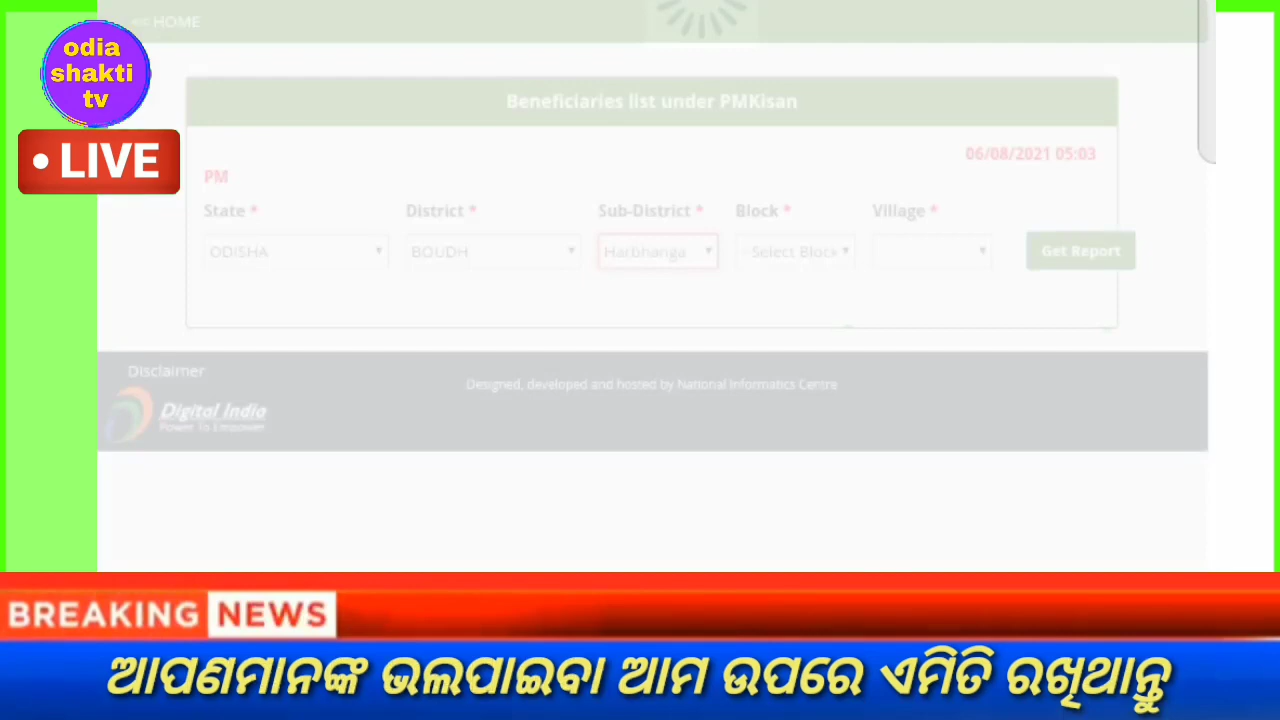 HOME
odia
shakti
tv
• LIVE
Beneficiaries list under PMKisan
06/08/2021 05:03
PM
State * District * Sub-District * Block * Village *
ODISHA BOUDH Harbhanga - Select Block Get Report
Disclaimer
Designed, developed and hosted by National Informatics Centre
Digital India
Power To Empower
BREAKING NEWS
ଆପଣମାନଙ୍କ ଭଲପାଇବା ଆମ ଉପରେ ଏମିତି ରଖିଥାନ୍ତୁ